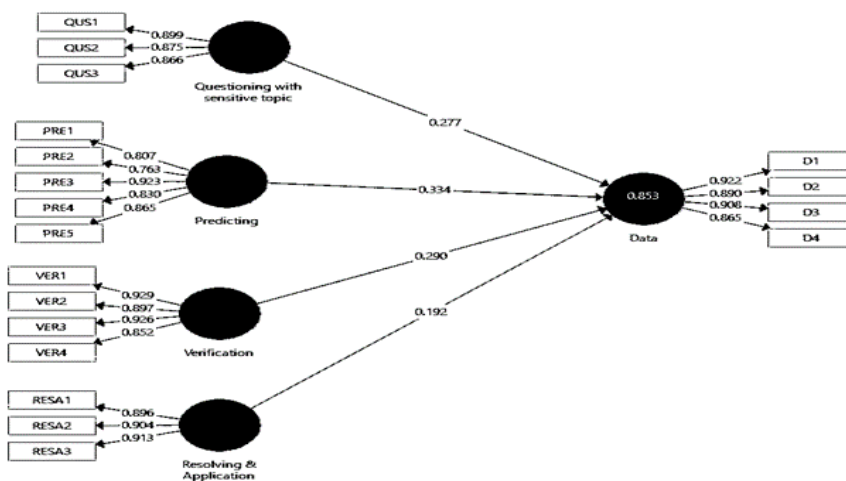 QUS1
0.899
QUS2
0.875
QUS3
0.866
Questioning with
sensitive topic
0.277
PRE1
0.807
PRE2
0.763
PRE3
0.923
PRE4
0.830
PRE5
0.865
Predicting
0.334
0.853
Data
0.922
D1
0.890
D2
0.908
D3
0.865
D4
VER1
0.929
VER2
0.897
VER3
0.926
VER4
0.852
Verification
0.290
0.192
RESA1
0.896
RESA2
0.904
RESA3
0.913
Resolving &
Application